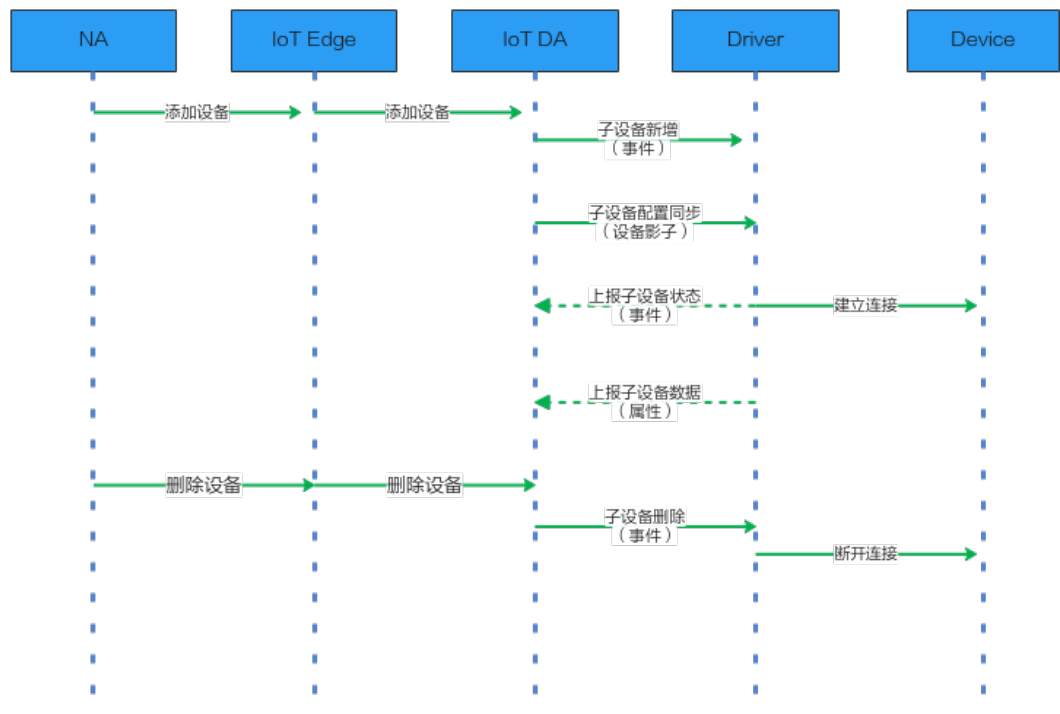 NA
IoT Edge
IoT DA
Driver
Device
添加设备
添加设备
子设备新增
（事件）
子设备配置同步
（设备影子）
上报子设备状态
（事件）
建立连接
上报子设备数据
（属性）
删除设备
删除设备
子设备删除
（事件）
断开连接